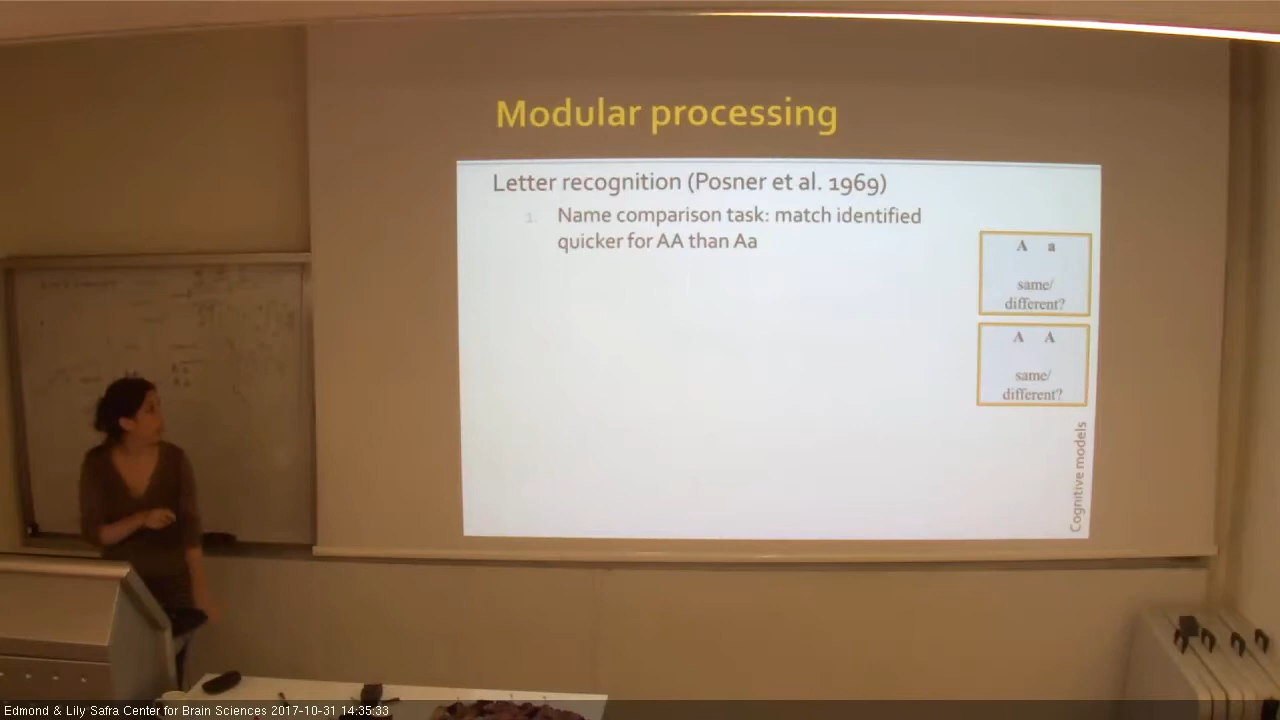 Modular processing
Letter recognition (Posner et al. 1969)
1. Name comparison task: match identified
quicker for AA than Aa
A a
same/
different?
A A
same/
different?
Cognitive models
Edmond & Lily Safra Center for Brain Sciences 2017-10-31 14:35:33